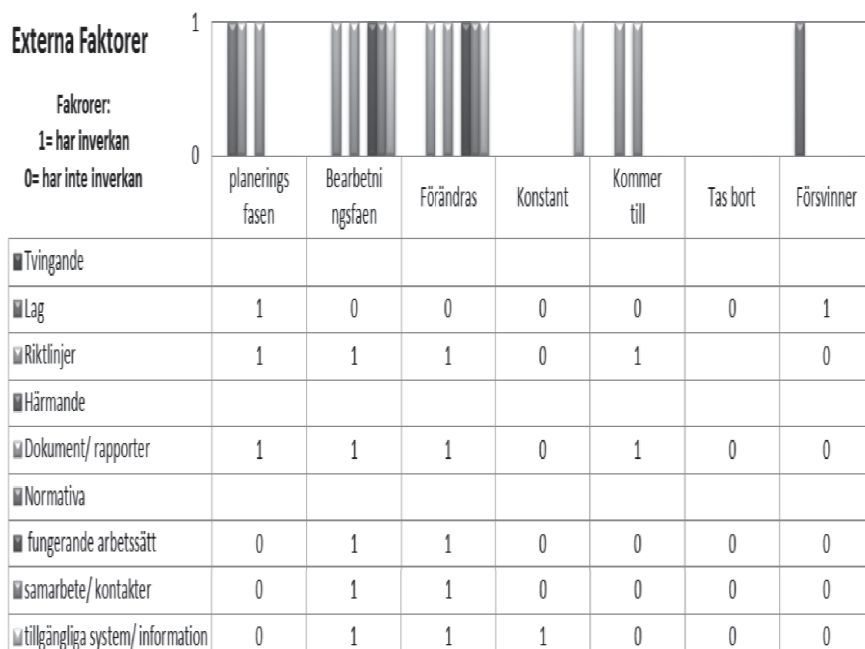 Externa Faktorer
Fakrorer:
1= har inverkan
0= har inte inverkan
1
0
planerings fasen
Bearbetni ngsfaen
Förändras
Konstant
Kommer till
Tas bort
Försvinner
Tvingande
Lag 1 0 0 0 0 0 1
Riktlinjer 1 1 1 0 1 0
Härmande
Dokument/ rapporter 1 1 1 0 1 0 0
Normativa
fungerande arbetssätt 0 1 1 0 0 0 0
samarbete/ kontakter 0 1 1 0 0 0 0
tillgängliga system/ information 0 1 1 1 0 0 0